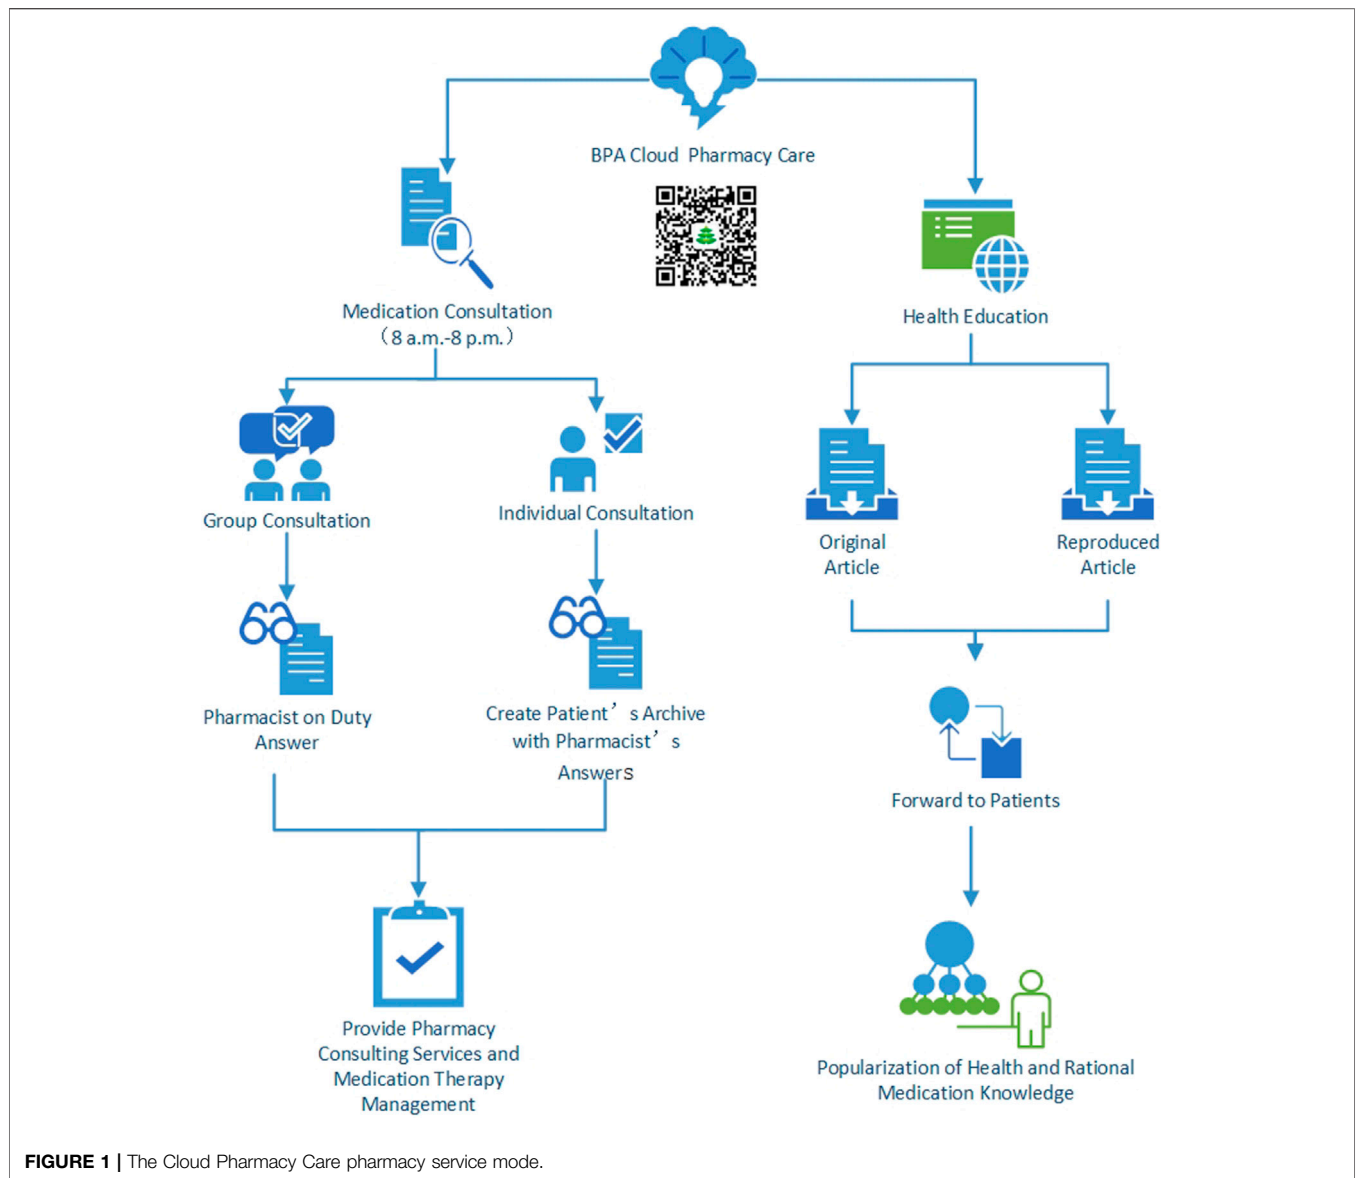 BPA Cloud Pharmacy Care
Medication Consultation
（8 a.m.-8 p.m.）
Health Education
Group Consultation
Individual Consultation
Original
Article
Reproduced
Article
Pharmacist on Duty
Answer
Create Patient’s Archive
with Pharmacist’s
Answers
Forward to Patients
Provide Pharmacy
Consulting Services and
Medication Therapy
Management
Popularization of Health and Rational
Medication Knowledge
FIGURE 1 | The Cloud Pharmacy Care pharmacy service mode.